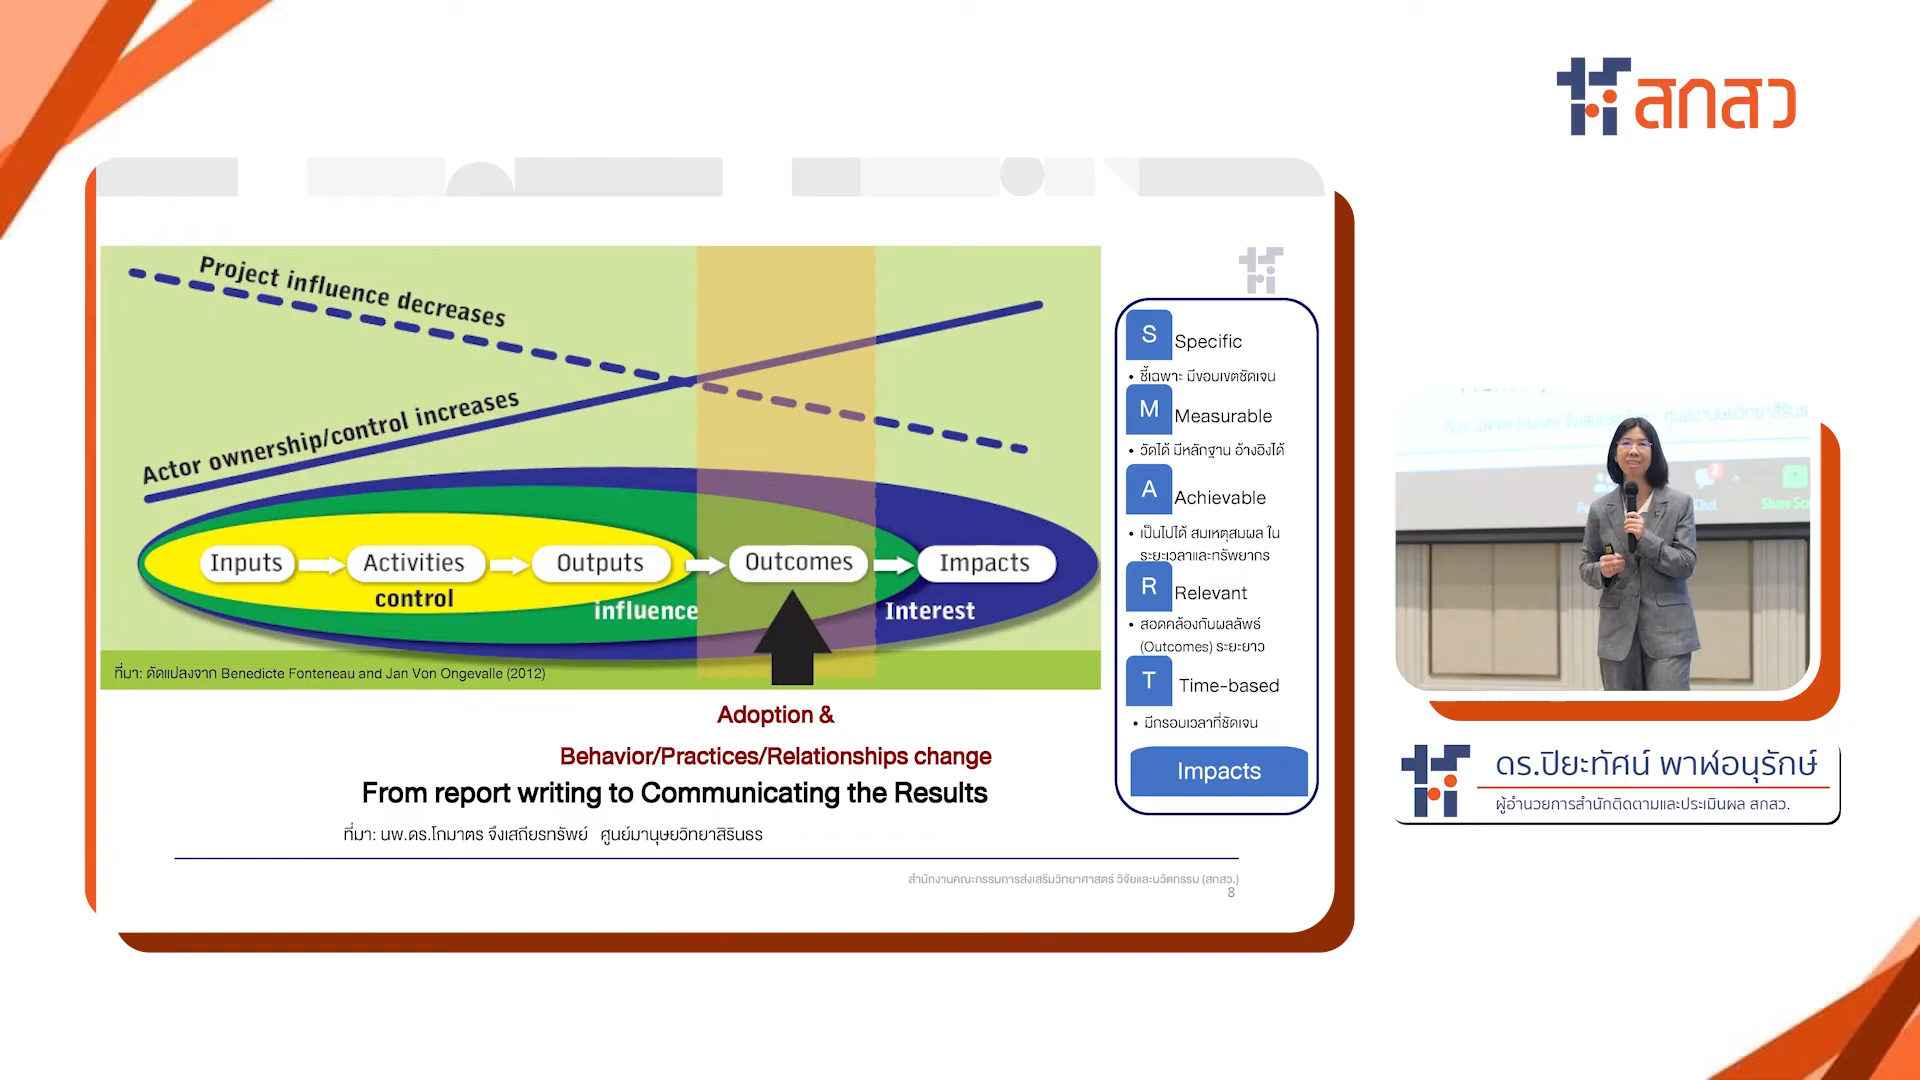 สกสว
Project influence decreases
Actor ownership/control increases
Inputs
Activities
Outputs
Outcomes
Impacts
control
influence
Interest
ที่มา: ดัดแปลงจาก Benedicte Fonteneau and Jan Von Ongevalle (2012)
Adoption &
Behavior/Practices/Relationships change
From report writing to Communicating the Results
ที่มา: นพ.ดร.โกมาตร จึงเสถียรทรัพย์ ศูนย์มานุษยวิทยาสิรินธร
สำนักงานคณะกรรมการส่งเสริมวิทยาศาสตร์ วิจัยและนวัตกรรม (สกสว.)
8
S Specific
• ชี้เฉพาะ มีขอบเขตชัดเจน
M Measurable
• วัดได้ มีหลักฐาน อ้างอิงได้
A Achievable
• เป็นไปได้ สมเหตุสมผล ใน
ระยะเวลาและทรัพยากร
R Relevant
• สอดคล้องกับผลลัพธ์
(Outcomes) ระยะยาว
T Time-based
• มีกรอบเวลาที่ชัดเจน
Impacts
Chat
ดร.ปิยะทัศน์ พาฬอนุรักษ์
ผู้อำนวยการสำนักติดตามและประเมินผล สกสว.